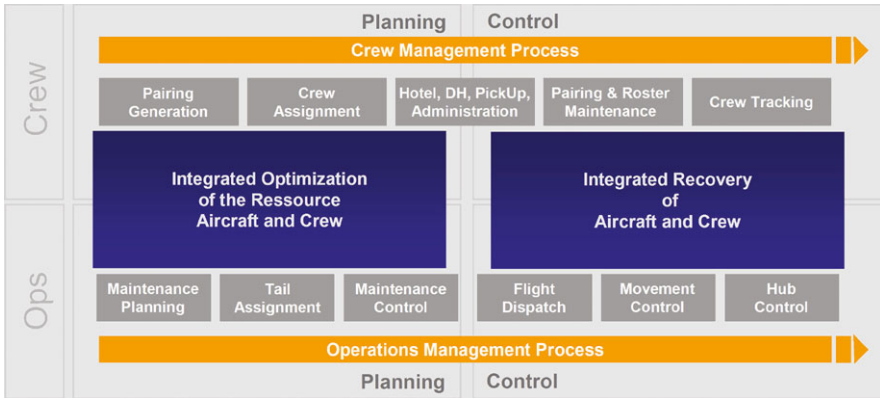 Planning Control
Crew Management Process
Crew
Pairing
Generation
Crew
Assignment
Hotel, DH, PickUp,
Administration
Pairing & Roster
Maintenance
Crew Tracking
Integrated Optimization
of the Ressource
Aircraft and Crew
Integrated Recovery
of
Aircraft and Crew
Ops
Maintenance
Planning
Tail
Assignment
Maintenance
Control
Flight
Dispatch
Movement
Control
Hub
Control
Operations Management Process
Planning Control